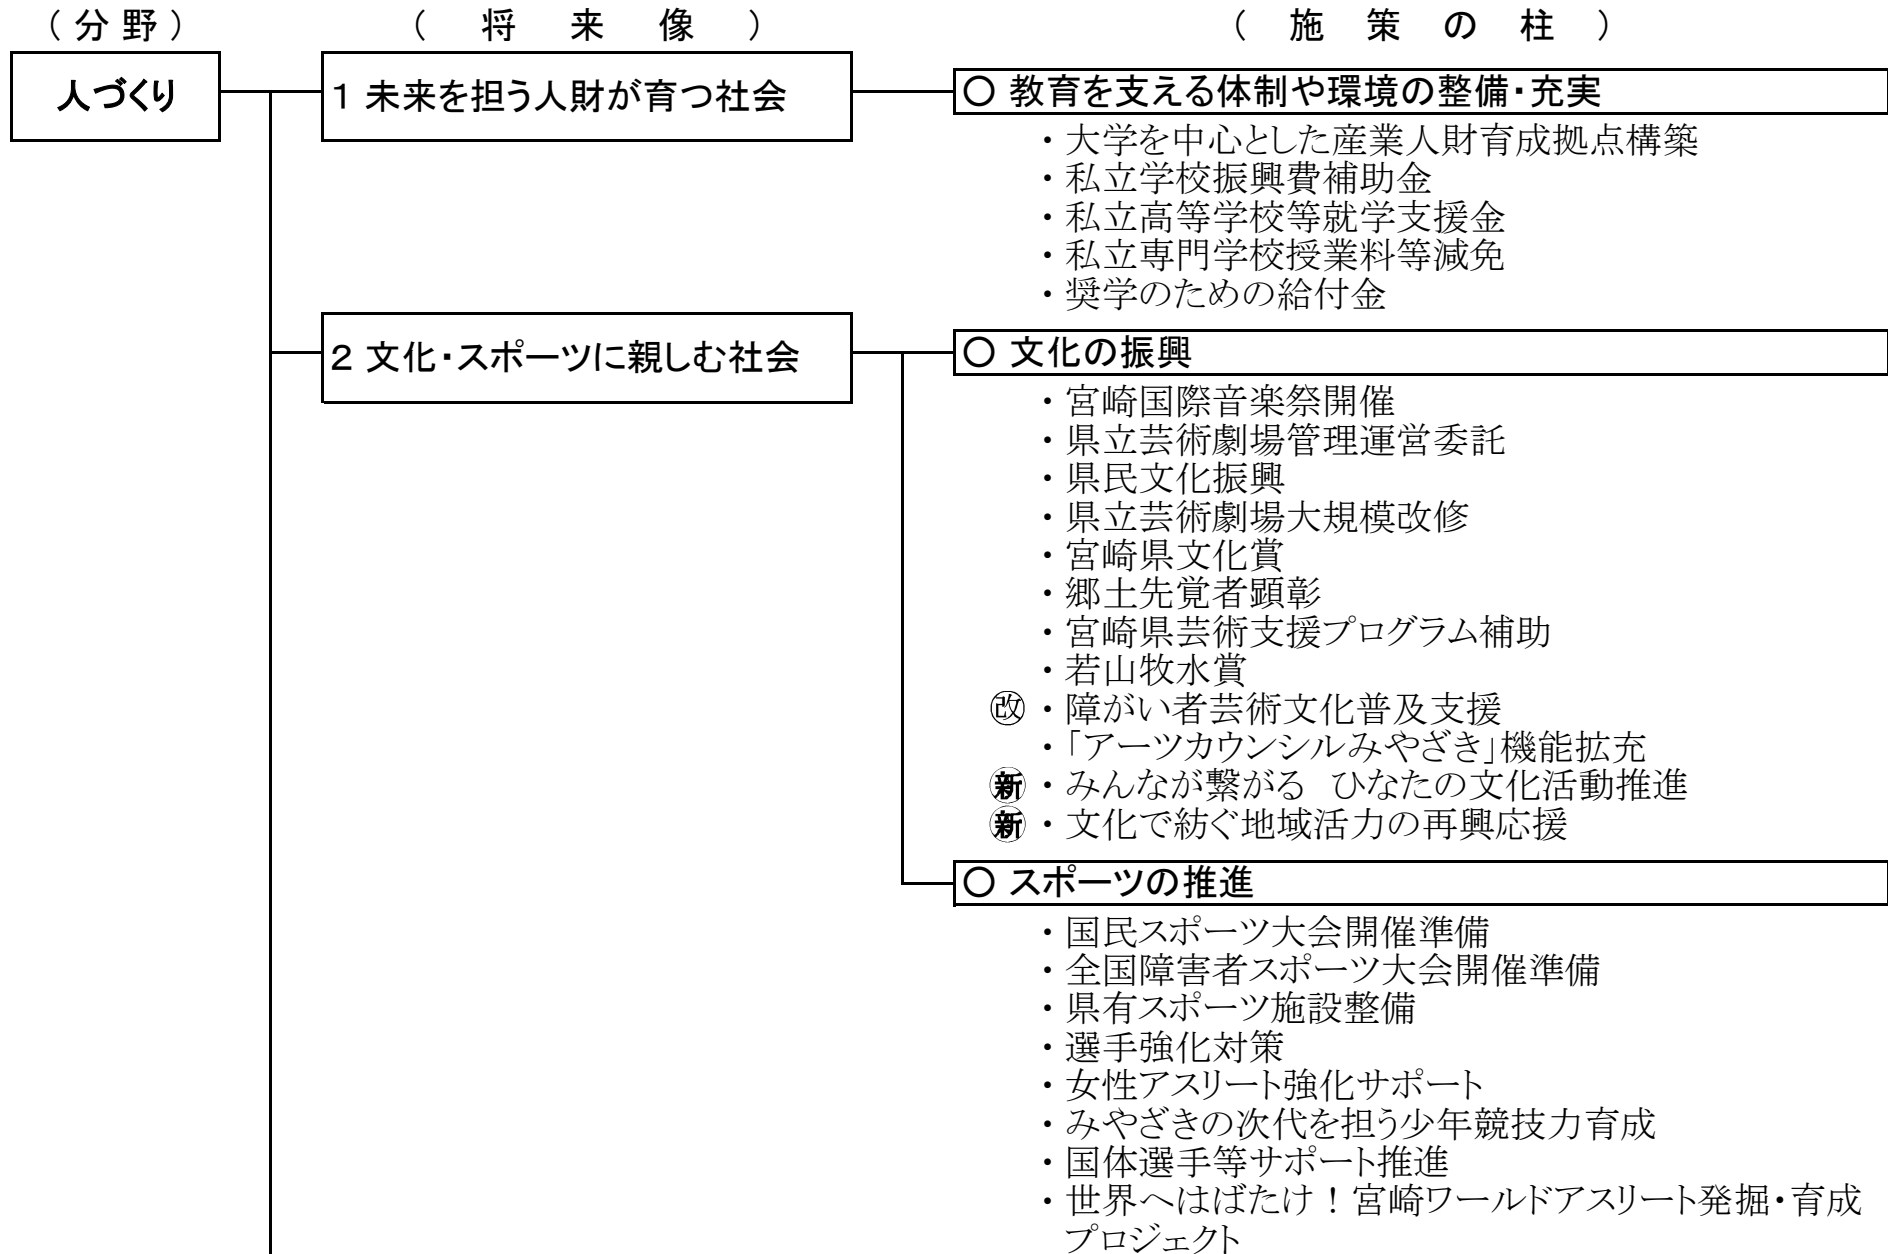 (分野)
( 将 来 像 )
( 施 策 の 柱 )
人づくり
1 未来を担う人財が育つ社会
○ 教育を支える体制や環境の整備・充実
・大学を中心とした産業人財育成拠点構築
・私立学校振興費補助金
・私立高等学校等就学支援金
・私立専門学校授業料等減免
・奨学のための給付金
2 文化・スポーツに親しむ社会
○ 文化の振興
・宮崎国際音楽祭開催
・県立芸術劇場管理運営委託
・県民文化振興
・県立芸術劇場大規模改修
・宮崎県文化賞
・郷土先覚者顕彰
・宮崎県芸術支援プログラム補助
・若山牧水賞
㊢改・障がい者芸術文化普及支援
・「アーツカウンシルみやざき」機能拡充
新・みんなが繋がる ひなたの文化活動推進
新・文化で紡ぐ地域活力の再興応援
○ スポーツの推進
・国民スポーツ大会開催準備
・全国障害者スポーツ大会開催準備
・県有スポーツ施設整備
・選手強化対策
・女性アスリート強化サポート
・みやざきの次代を担う少年競技力育成
・国体選手等サポート推進
・世界へはばたけ!宮崎ワールドアスリート発掘・育成
プロジェクト